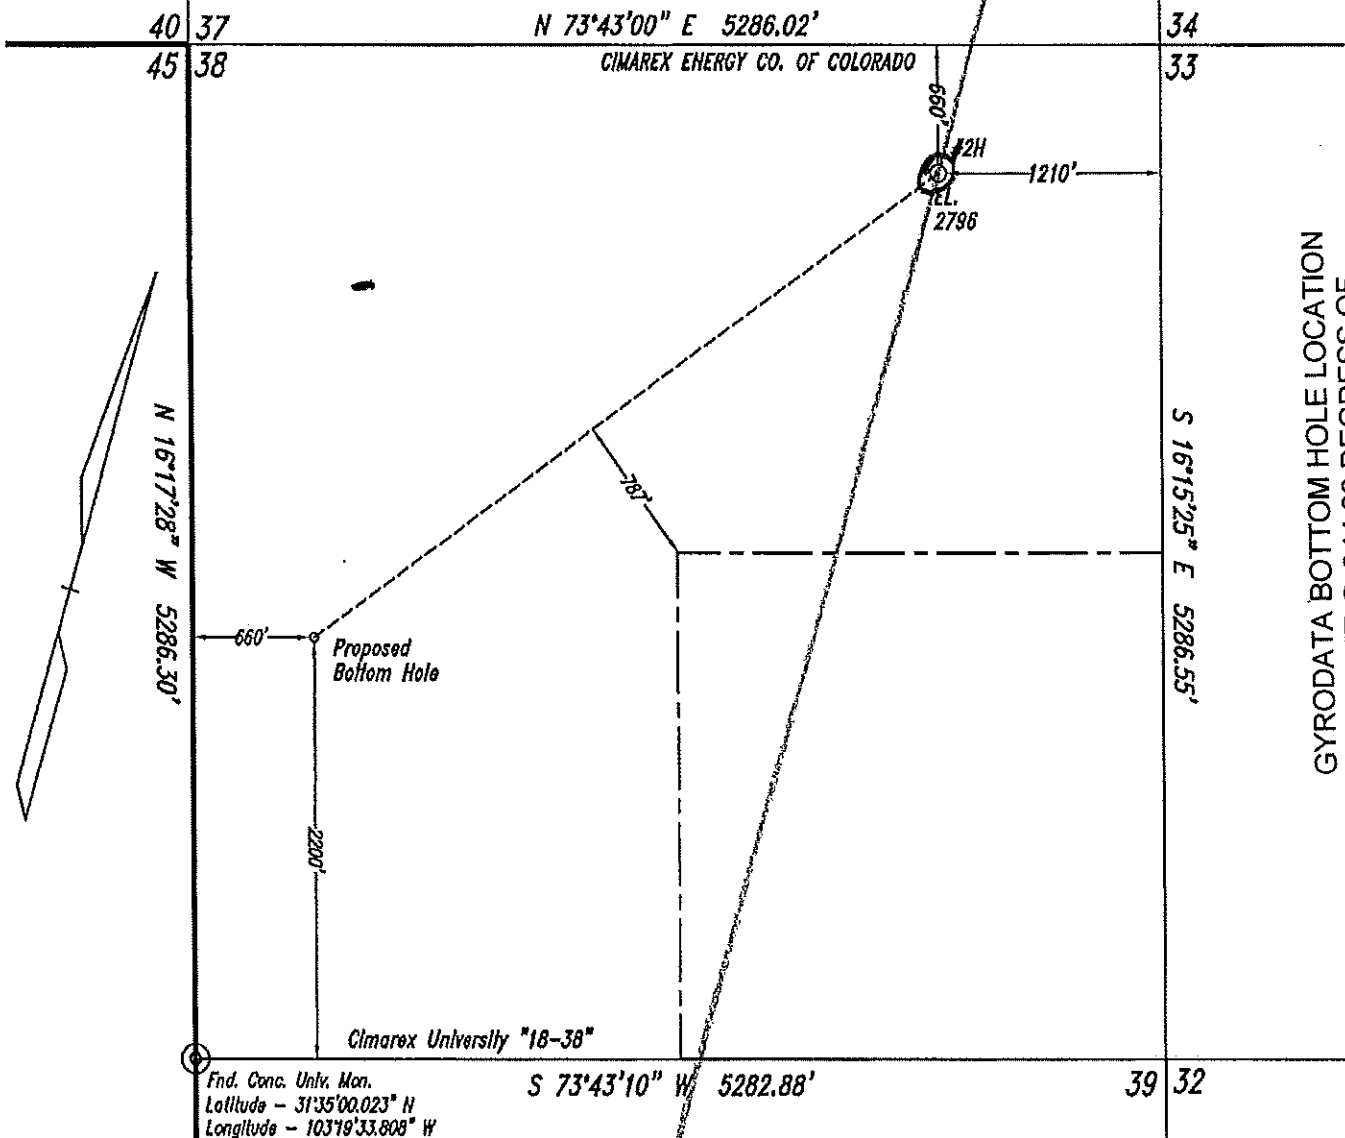 40 37
N 73°43'00" E 5286.02'
34
45 38
CIMAREX ENERGY CO. OF COLORADO
33
660'
#2H
1210'
EL.
2796
GYRODATA BOTTOM HOLE LOCATION
N 16°17'28" W 5286.30'
S 16°15'25" E 5286.55'
787'
660'
Proposed
Bottom Hole
2200'
Cimarex University "18-38"
Fnd. Conc. Univ. Mon.
Latitude - 31°35'00.023" N
Longitude - 103°19'33.808" W
S 73°43'10" W 5282.88'
39 32